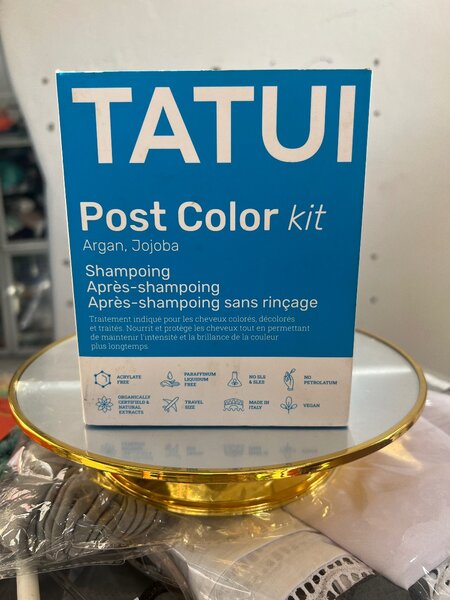 TATUI
Post Color kit
Argan, Jojoba
Shampoing
Après-shampoing
Après-shampoing sans rinçage
Traitement indiqué pour les cheveux colorés, décolorés
et traités. Nourrit et protège les cheveux tout en permettant
de maintenir l'intensité et la brillance de la couleur
plus longtemps.
ACRYLATE
FREE
PARAFFINUM
LIQUIDUM
FREE
NO SLS
& SLES
NO
PETROLATUM
ORGANICALLY
CERTIFIELD &
NATURAL
EXTRACTS
TRAVEL
SIZE
MADE IN
ITALY
VEGAN